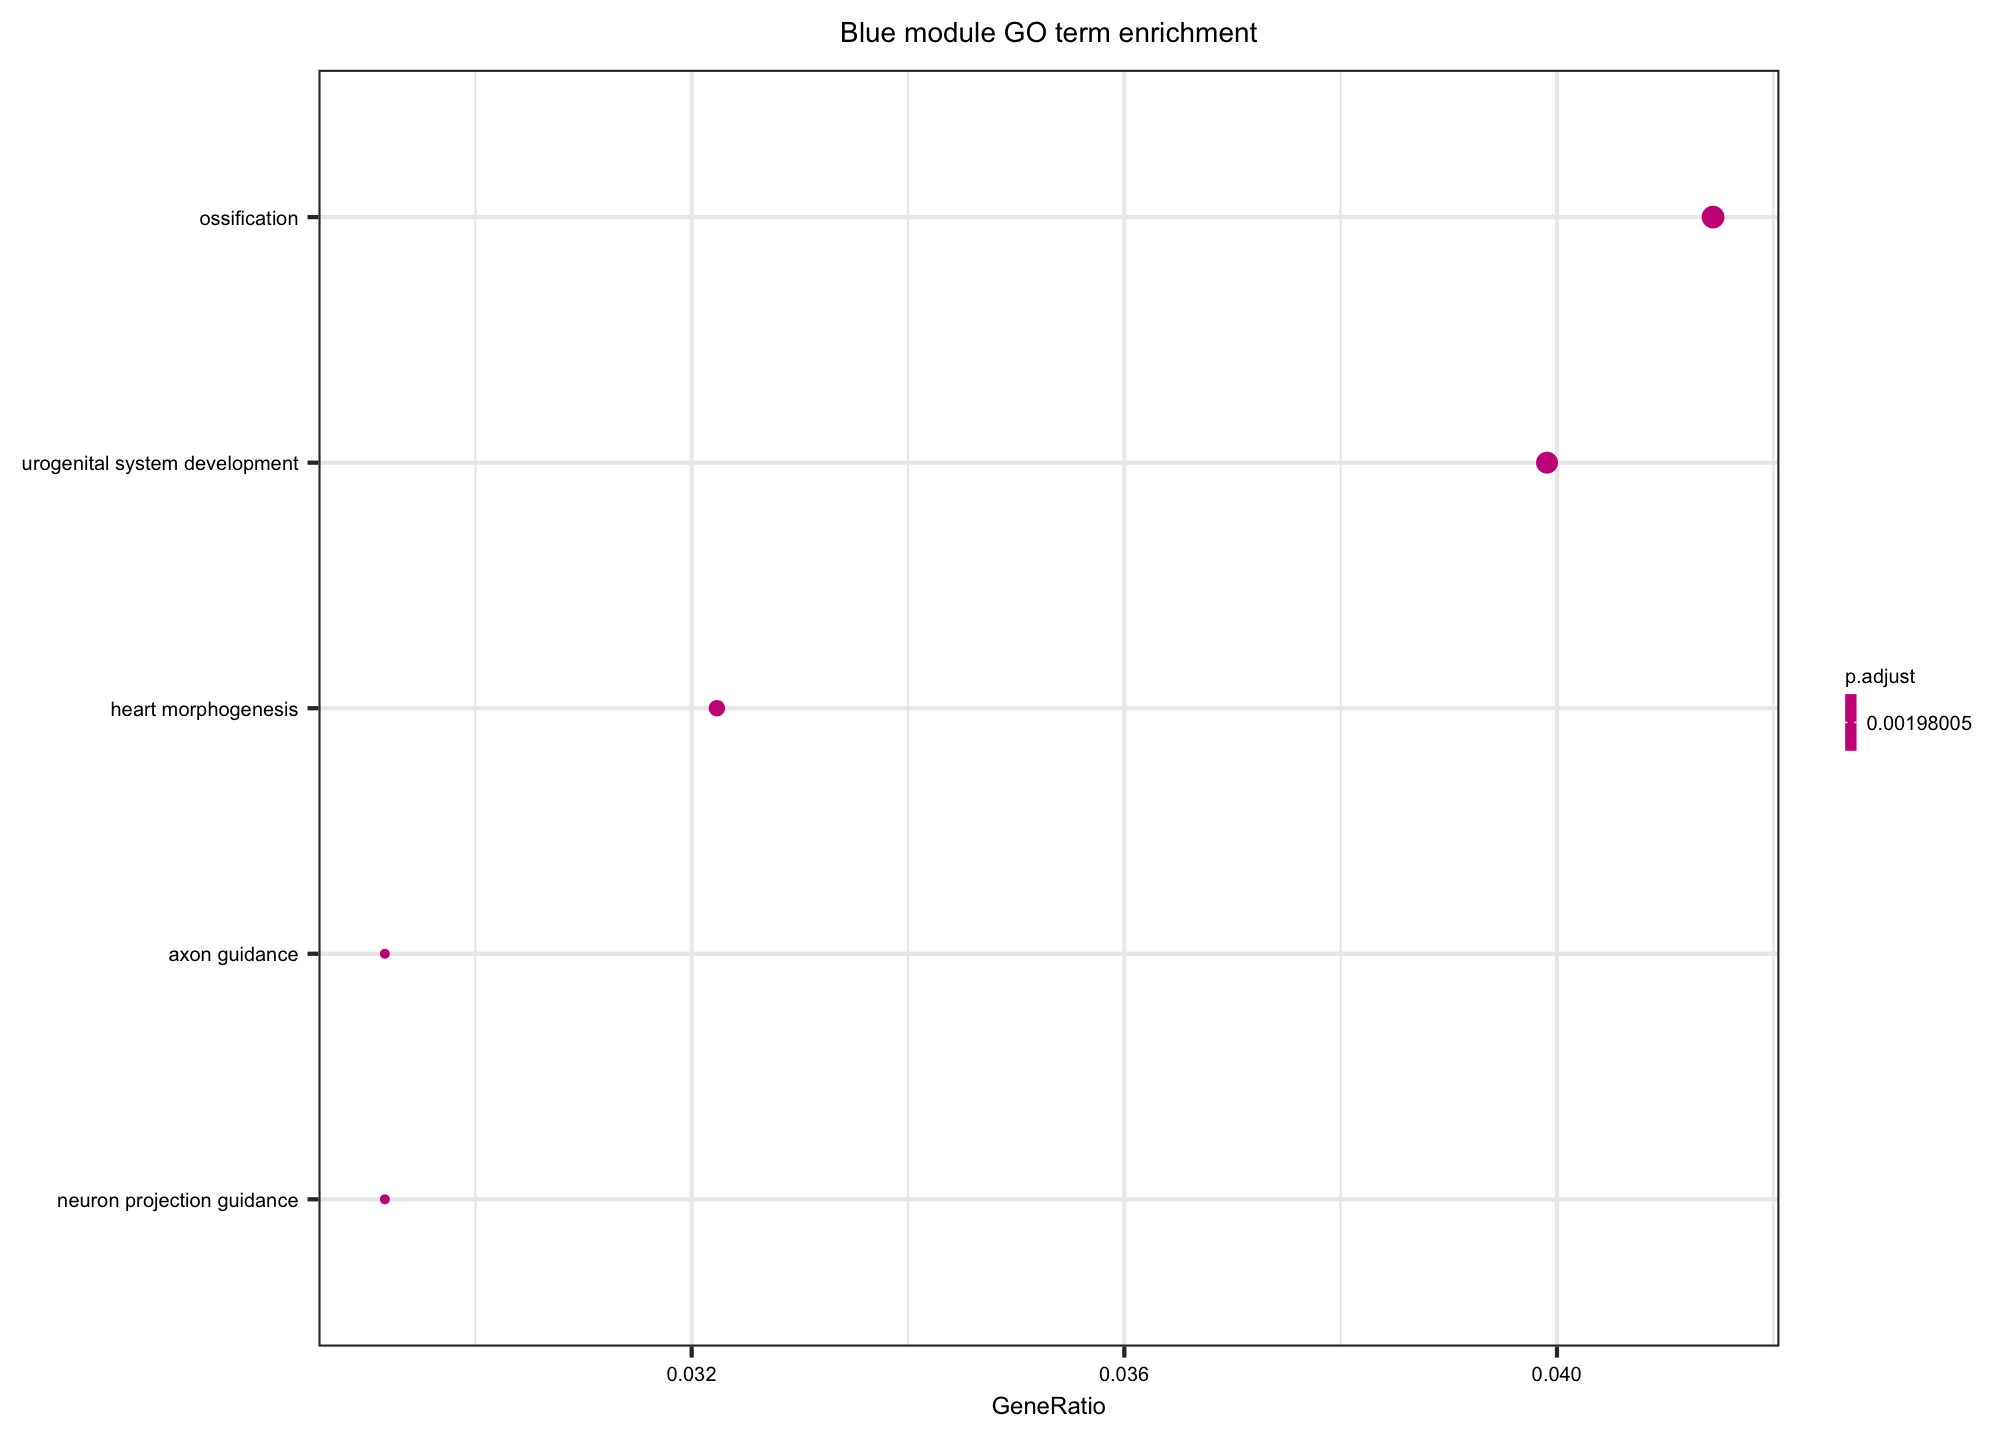 Blue module GO term enrichment
ossification
urogenital system development
heart morphogenesis
axon guidance
neuron projection guidance
p.adjust
0.00198005
0.032
0.036
0.040
GeneRatio